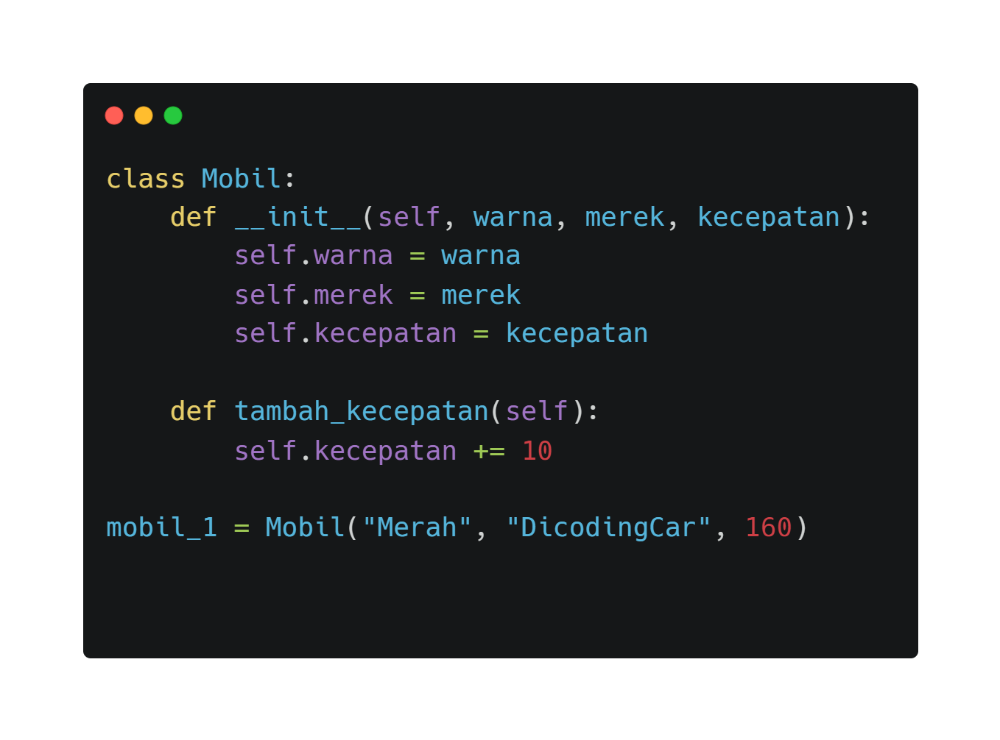 class Mobil:
    def __init__(self, warna, merek, kecepatan):
        self.warna = warna
        self.merek = merek
        self.kecepatan = kecepatan
    def tambah_kecepatan(self):
        self.kecepatan += 10
mobil_1 = Mobil("Merah", "DicodingCar", 160)